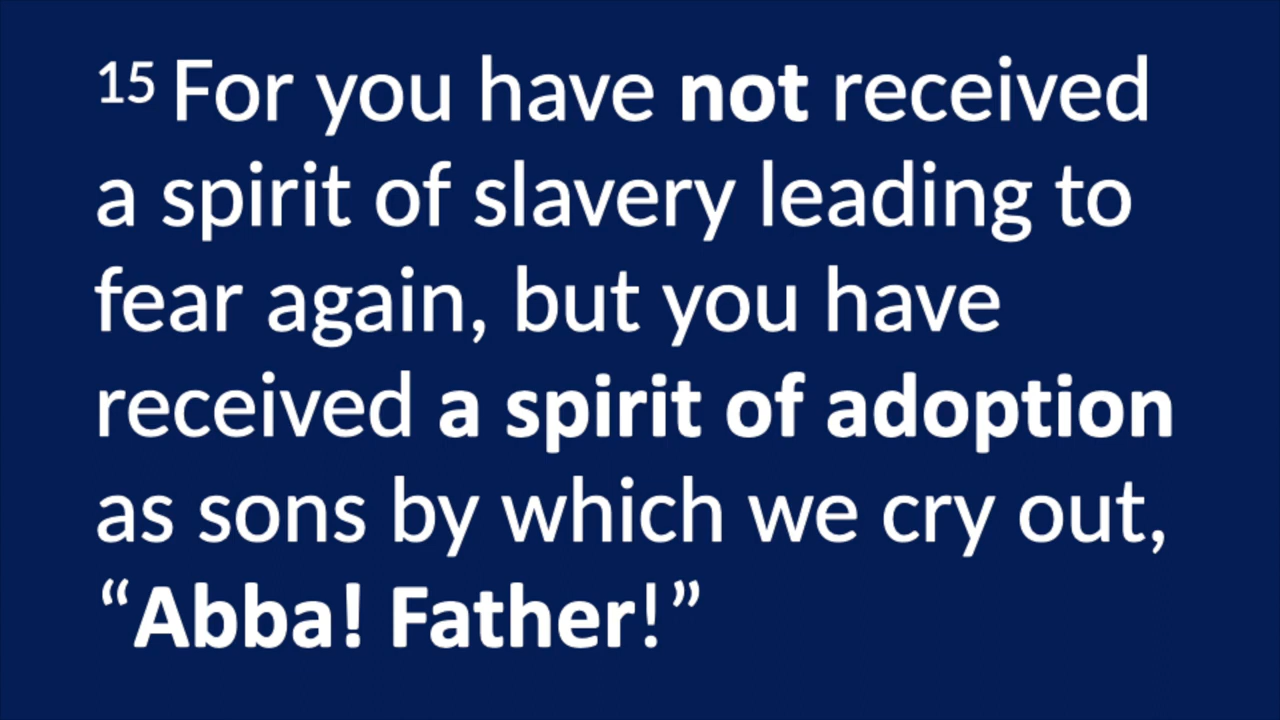 15 For you have not received
a spirit of slavery leading to
fear again, but you have
received a spirit of adoption
as sons by which we cry out,
“Abba! Father!”